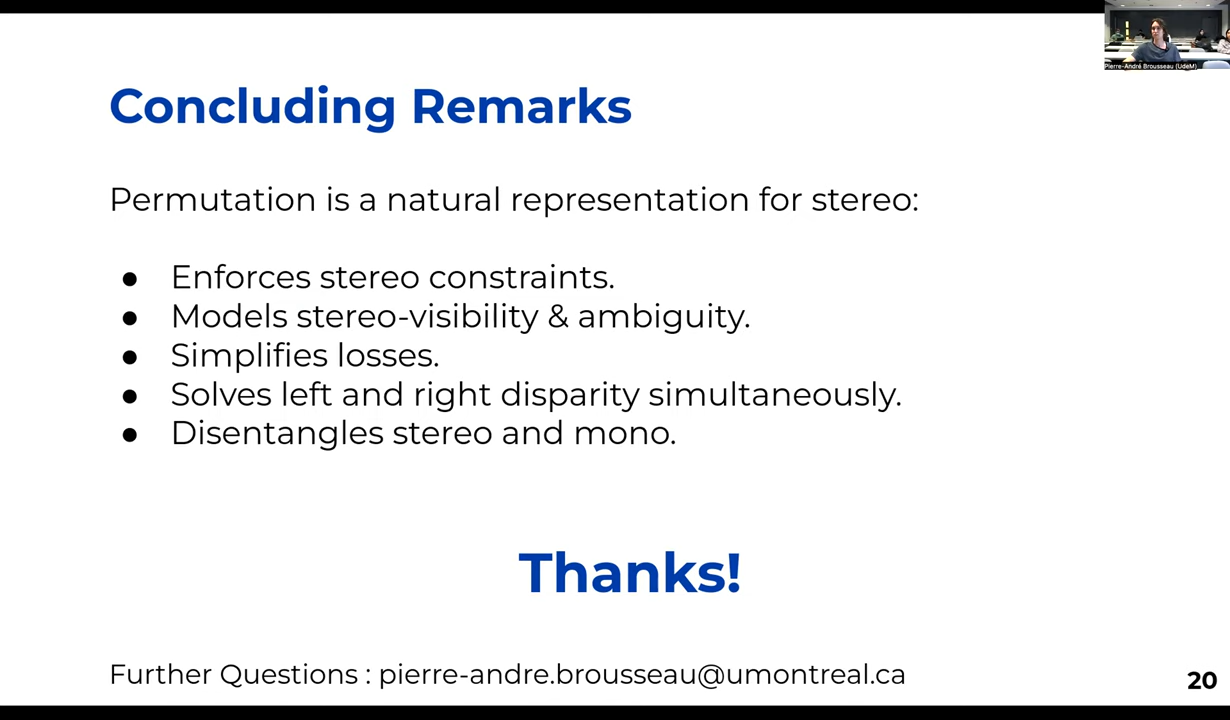 Pierre-André Brousseau (UdeM)
Concluding Remarks
Permutation is a natural representation for stereo:
● Enforces stereo constraints.
● Models stereo-visibility & ambiguity.
● Simplifies losses.
● Solves left and right disparity simultaneously.
● Disentangles stereo and mono.
Thanks!
Further Questions : pierre-andre.brousseau@umontreal.ca
20